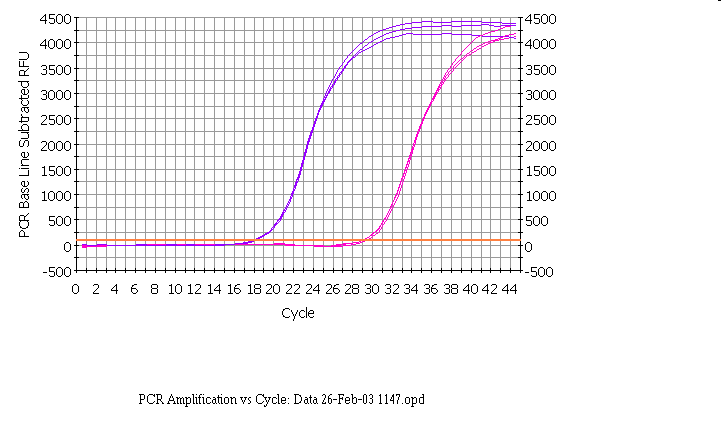 4500 4500
4000 4000
3500 3500
3000 3000
2500 2500
2000 2000
1500 1500
1000 1000
500 500
0 0
-500 -500
PCR Base Line Subtracted RFU
0 2 4 6 8 10 12 14 16 18 20 22 24 26 28 30 32 34 36 38 40 42 44
Cycle
PCR Amplification vs Cycle: Data 26-Feb-03 1147.opd